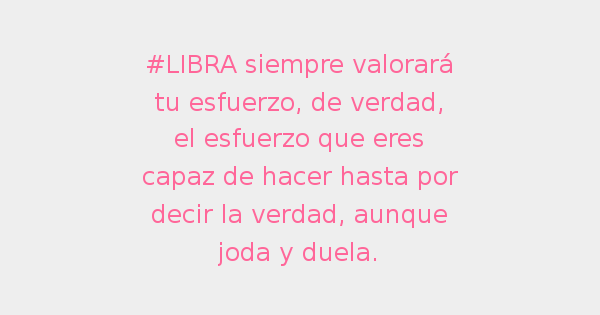 #LIBRA siempre valorará
tu esfuerzo, de verdad,
el esfuerzo que eres
capaz de hacer hasta por
decir la verdad, aunque
joda y duela.